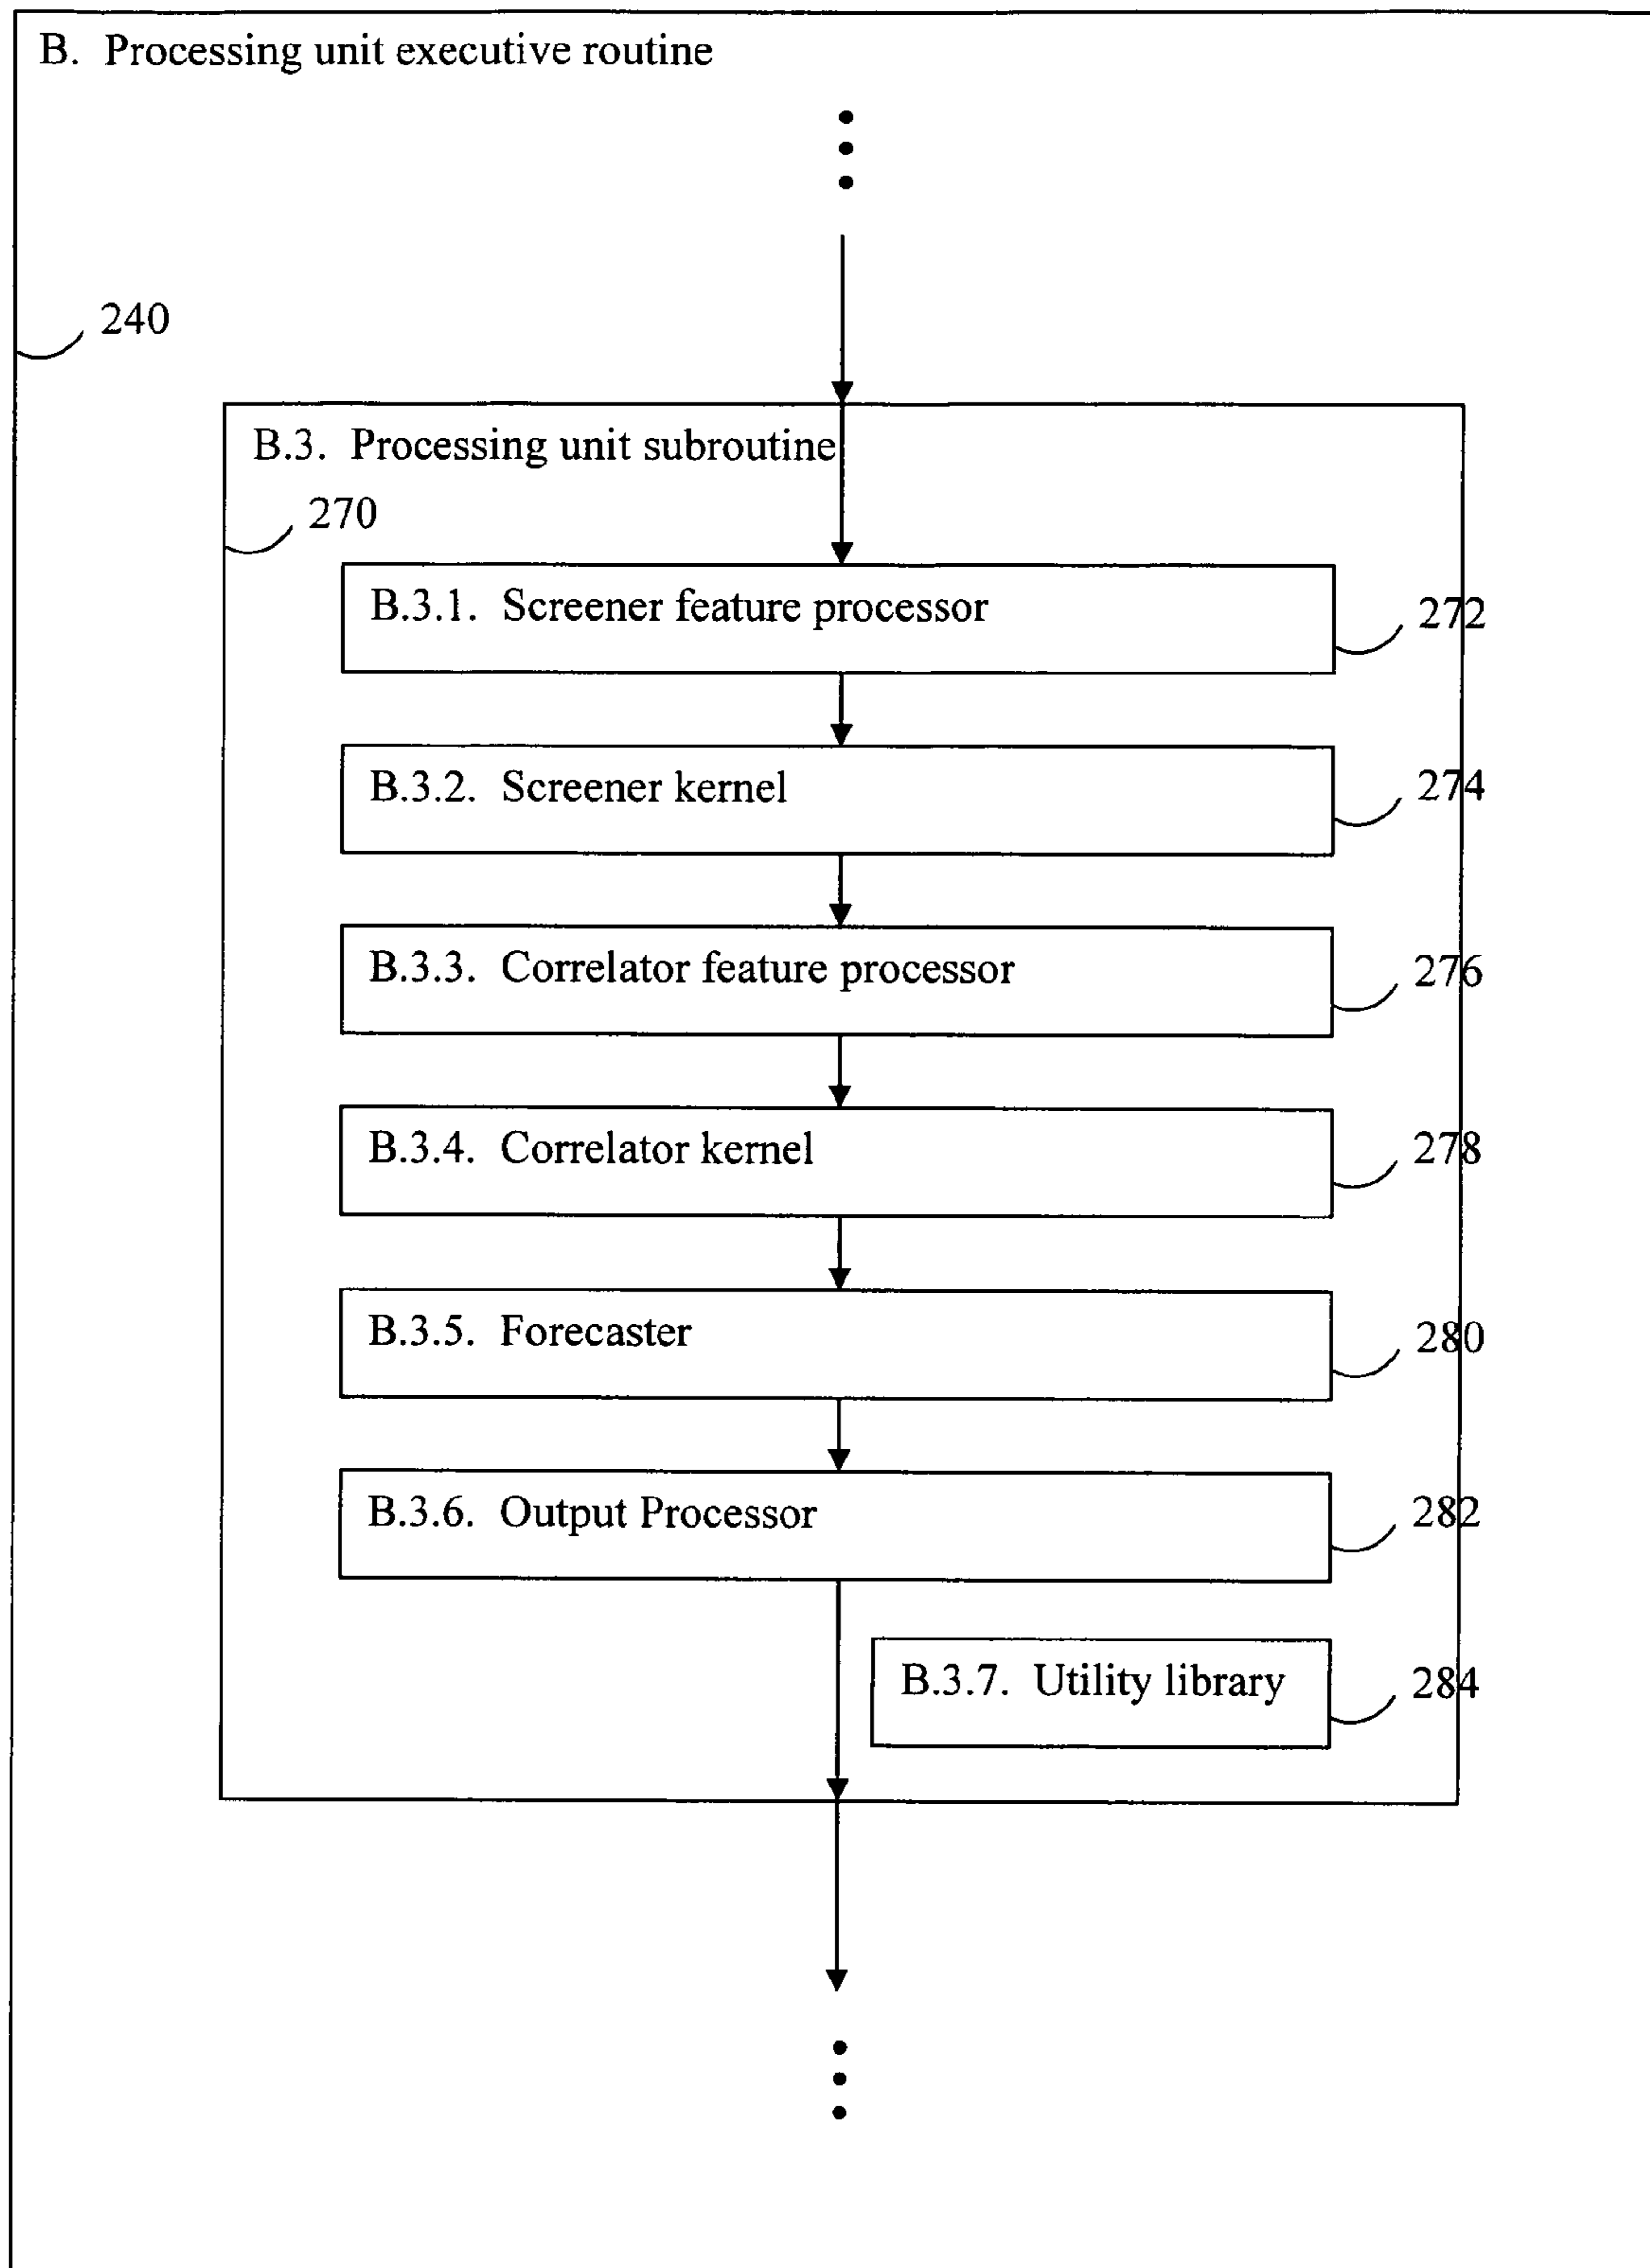 B. Processing unit executive routine
240
B.3. Processing unit subroutine
270
B.3.1. Screener feature processor
272
B.3.2. Screener kernel
274
B.3.3. Correlator feature processor
276
B.3.4. Correlator kernel
278
B.3.5. Forecaster
280
B.3.6. Output Processor
282
B.3.7. Utility library
284